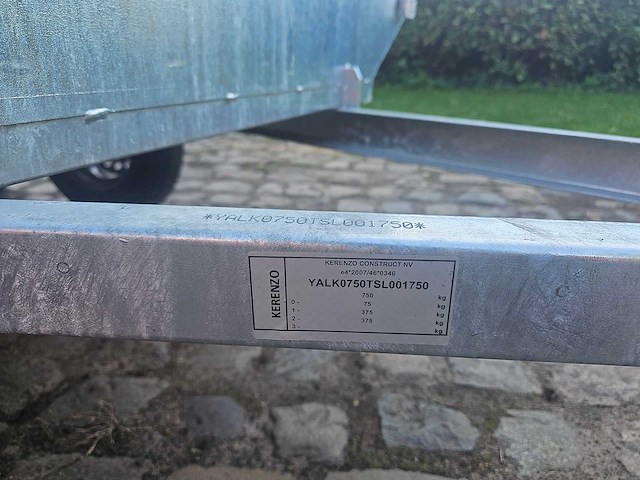 *YALK0750TSL001750*
KERENZO
KERENZO CONSTRUCT NV
e4*2007/46*0346
YALK0750TSL001750
750 kg
0 - 75 kg
1 - 375 kg
2 - 375 kg
3 - kg